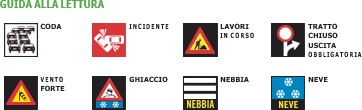 GUIDA ALLA LETTURA
CODA
INCIDENTE
LAVORI
IN CORSO
TRATTO
CHIUSO
USCITA
OBBLIGATORIA
VENTO
FORTE
GHIACCIO
NEBBIA
NEBBIA
NEVE
NEVE